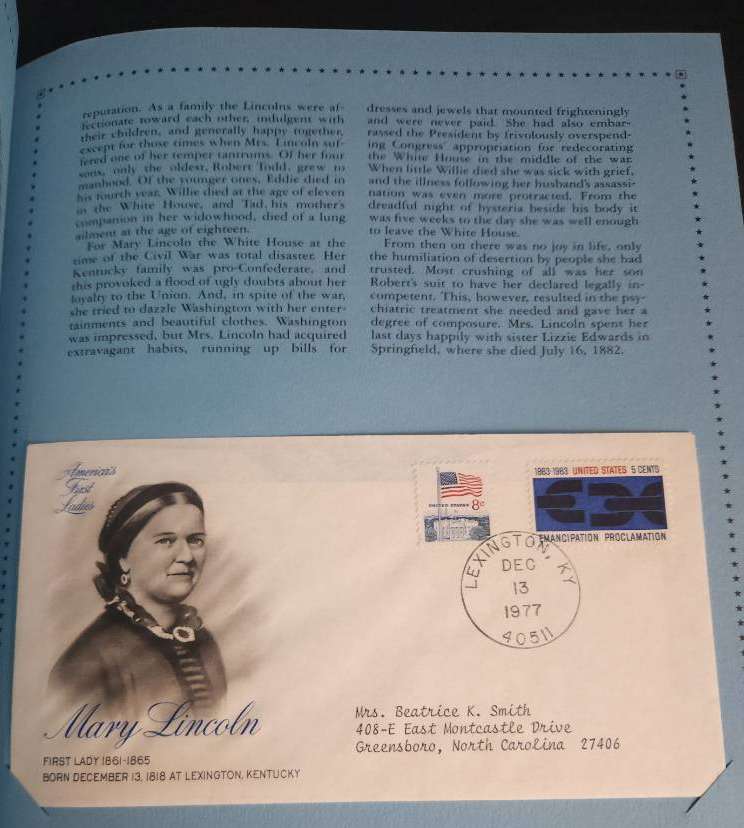 reputation. As a family the Lincolns were af-
fectionate toward each other, indulgent with
their children, and generally happy together,
except for those times when Mrs. Lincoln suf-
fered one of her temper tantrums. Of her four
sons, only the oldest, Robert Todd, grew to
manhood. Of the younger ones, Eddie died in
his fourth year, Willie died at the age of eleven
in the White House, and Tad, his mother's
companion in her widowhood, died of a lung
ailment at the age of eighteen.
For Mary Lincoln the White House at the
time of the Civil War was total disaster. Her
Kentucky family was pro-Confederate, and
this provoked a flood of ugly doubts about her
loyalty to the Union. And, in spite of the war,
she tried to dazzle Washington with her enter-
tainments and beautiful clothes. Washington
was impressed, but Mrs. Lincoln had acquired
extravagant habits, running up bills for
dresses and jewels that mounted frighteningly
and were never paid. She had also embar-
rassed the President by frivolously overspend-
ing Congress' appropriation for redecorating
the White House in the middle of the war.
When little Willie died she was sick with grief,
and the illness following her husband's assassi-
nation was even more protracted. From the
dreadful night of hysteria beside his body it
was five weeks to the day she was well enough
to leave the White House.
From then on there was no joy in life, only
the humiliation of desertion by people she had
trusted. Most crushing of all was her son
Robert's suit to have her declared legally in-
competent. This, however, resulted in the psy-
chiatric treatment she needed and gave her a
degree of composure. Mrs. Lincoln spent her
last days happily with sister Lizzie Edwards in
Springfield, where she died July 16, 1882.
America's
First
Ladies
UNITED STATES 8c
1863-1963 UNITED STATES 5 CENTS
EMANCIPATION PROCLAMATION
LEXINGTON, KY
DEC
13
1977
40511
Mary Lincoln
FIRST LADY 1861-1865
BORN DECEMBER 13, 1818 AT LEXINGTON, KENTUCKY
Mrs. Beatrice K. Smith
408-E East Montcastle Drive
Greensboro, North Carolina 27406